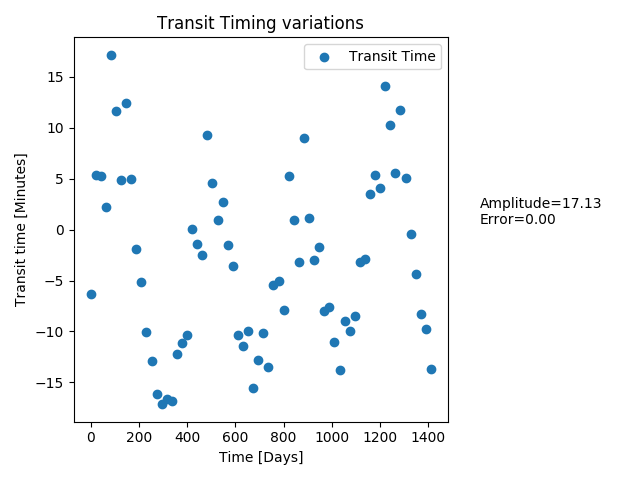 Transit Timing variations
Transit Time
15
10
5
0
−5
−10
−15
Transit time [Minutes]
0 200 400 600 800 1000 1200 1400
Time [Days]
Amplitude=17.13
Error=0.00